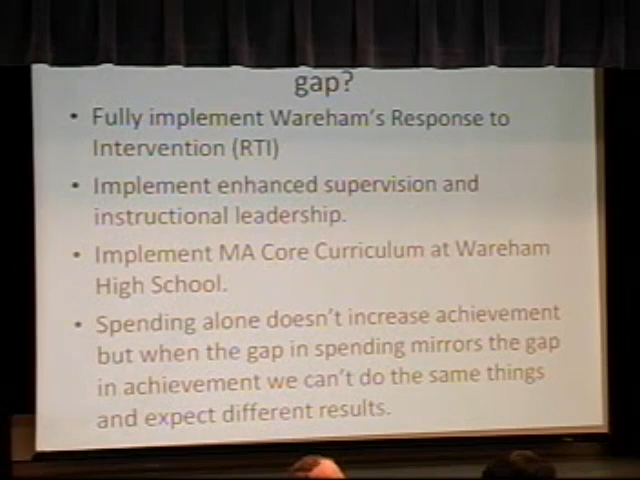 gap?
• Fully implement Wareham's Response to
Intervention (RTI)
• Implement enhanced supervision and
instructional leadership.
• Implement MA Core Curriculum at Wareham
High School.
• Spending alone doesn't increase achievement
but when the gap in spending mirrors the gap
in achievement we can't do the same things
and expect different results.